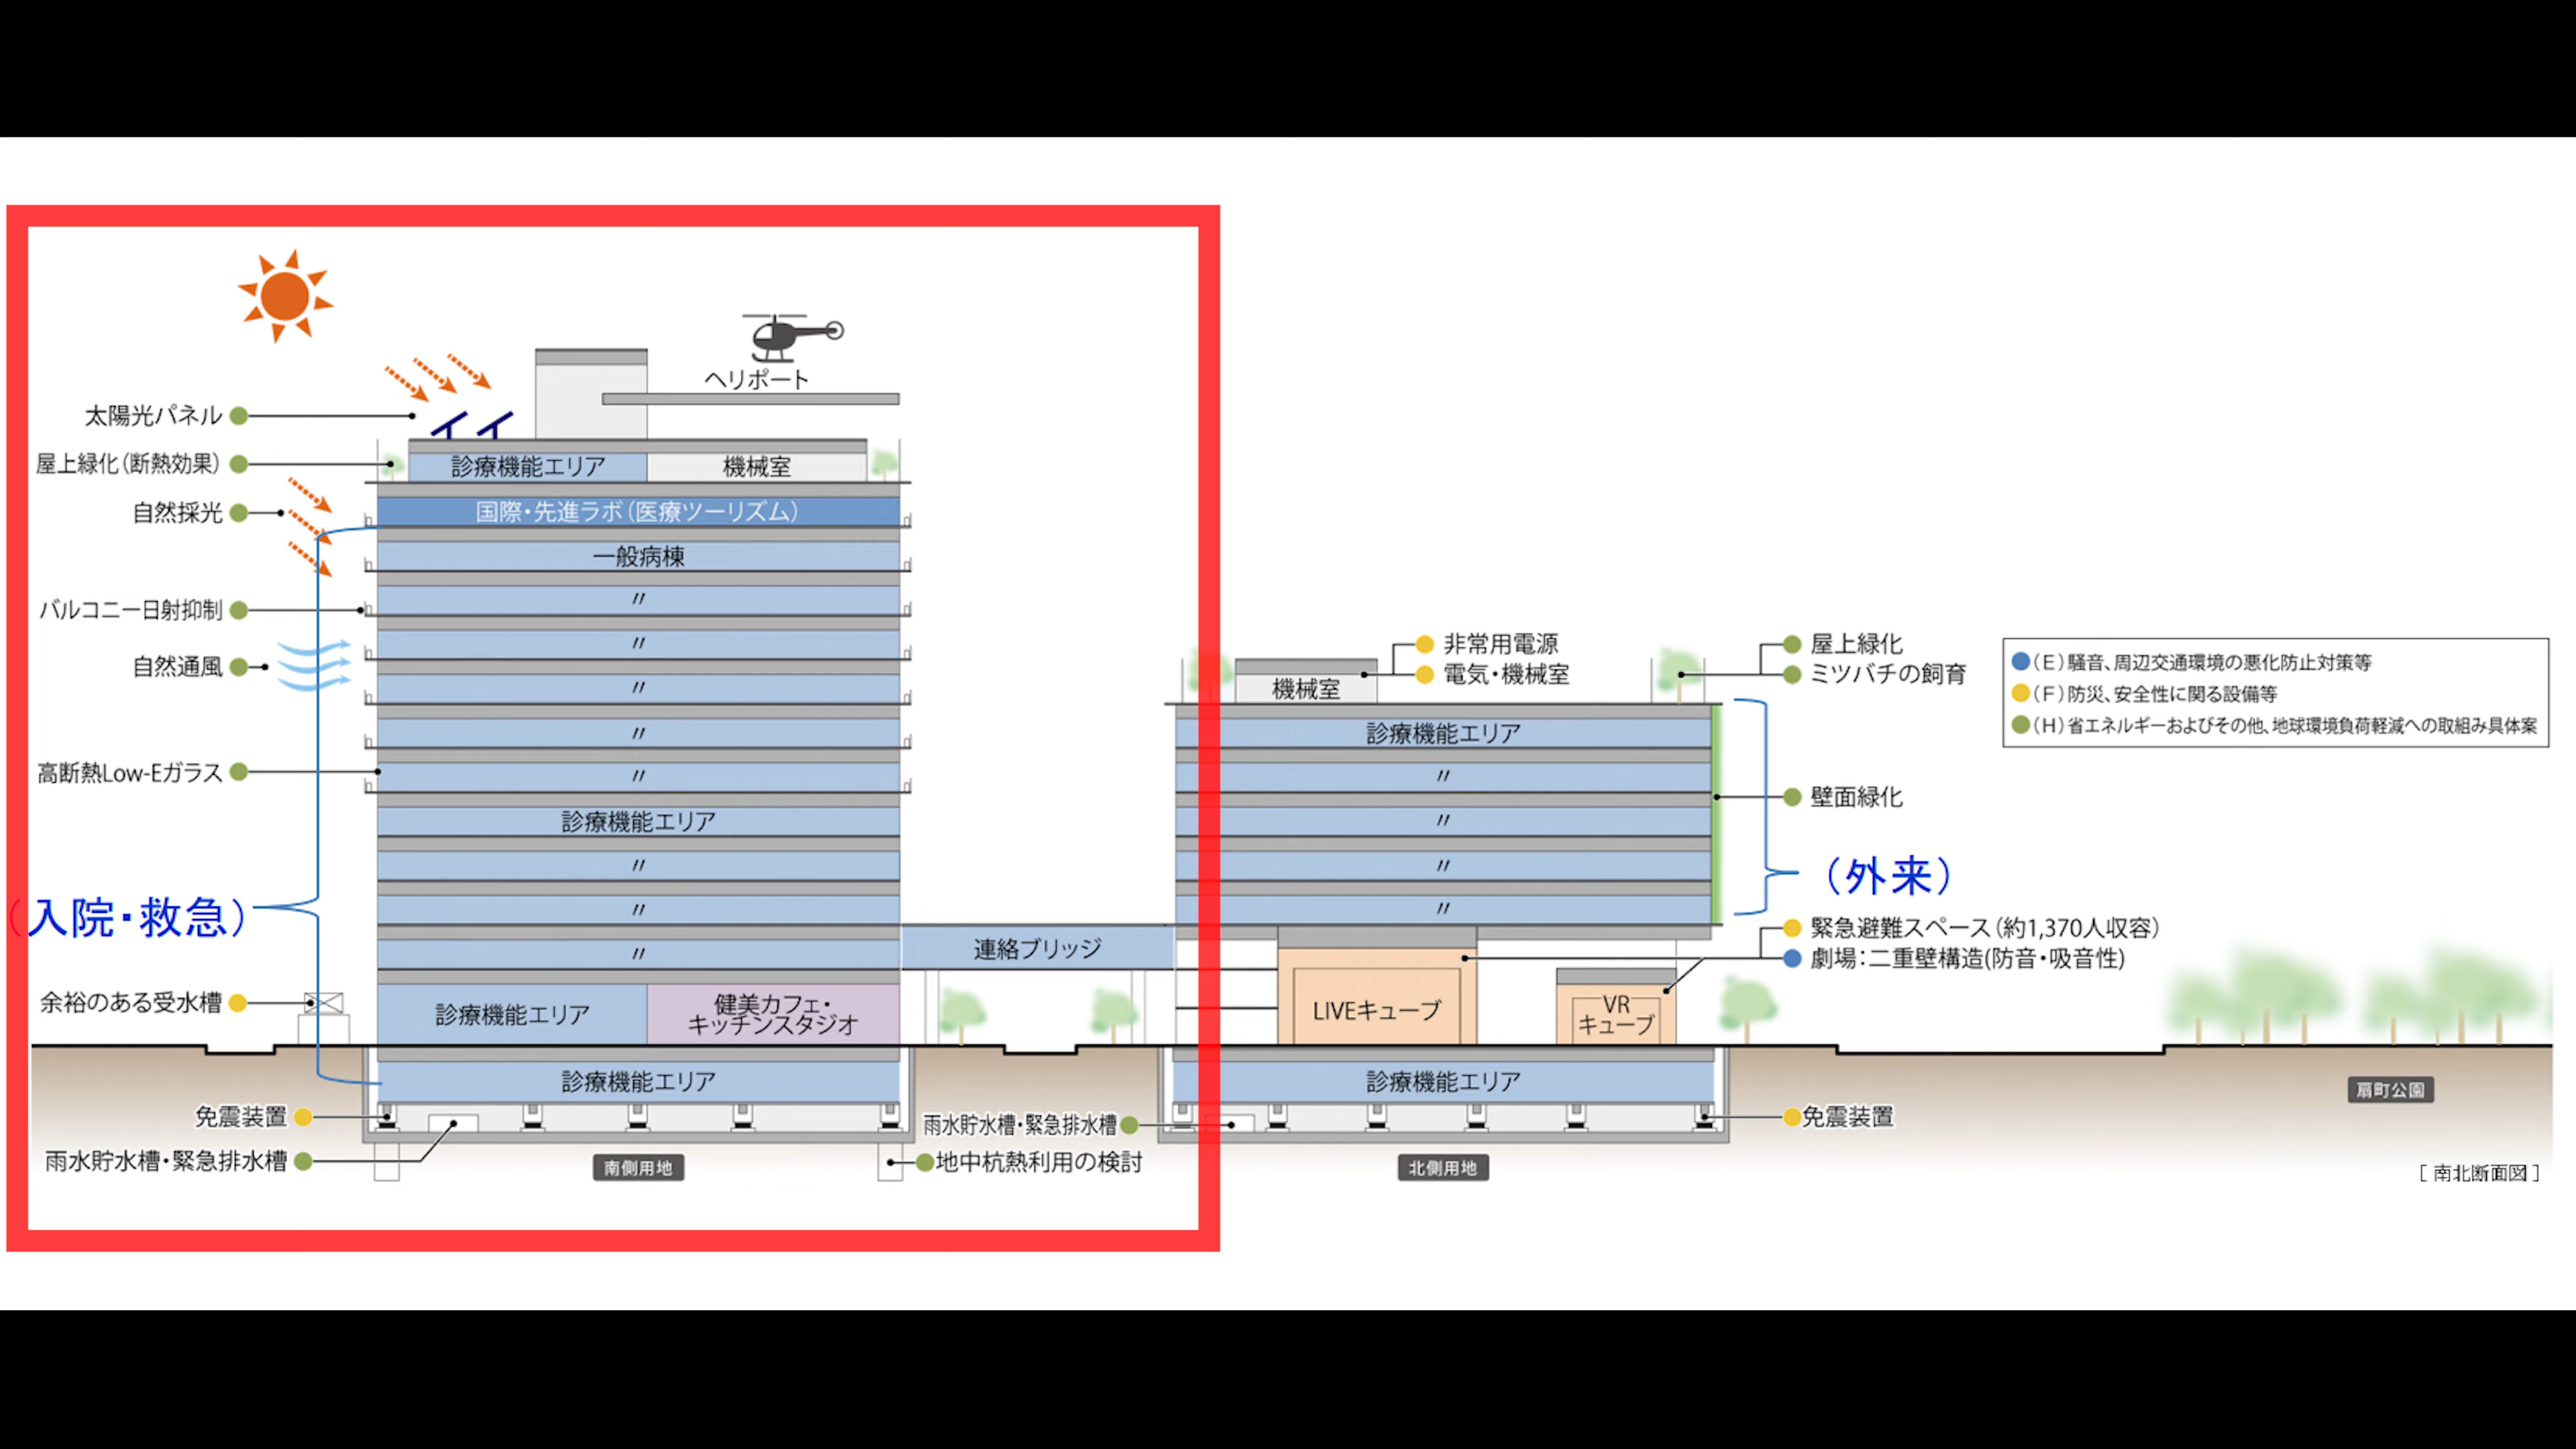 ヘリポート
太陽光パネル
屋上緑化(断熱効果)
自然採光
バルコニー日射抑制
自然通風
高断熱Low-Eガラス
(入院・救急)
余裕のある受水槽
免震装置
雨水貯水槽・緊急排水槽
診療機能エリア
機械室
国際・先進ラボ(医療ツーリズム)
一般病棟
〃
〃
〃
〃
〃
診療機能エリア
〃
〃
〃
診療機能エリア
健美カフェ・
キッチンスタジオ
診療機能エリア
南側用地
連絡ブリッジ
雨水貯水槽・緊急排水槽
地中杭熱利用の検討
機械室
非常用電源
電気・機械室
屋上緑化
ミツバチの飼育
診療機能エリア
〃
〃
〃
〃
壁面緑化
(外来)
緊急避難スペース(約1,370人収容)
劇場:二重壁構造(防音・吸音性)
LIVEキューブ
VR
キューブ
診療機能エリア
免震装置
北側用地
(E)騒音、周辺交通環境の悪化防止対策等
(F)防災、安全性に関る設備等
(H)省エネルギーおよびその他、地球環境負荷軽減への取組み具体案
扇町公園
[ 南北断面図 ]